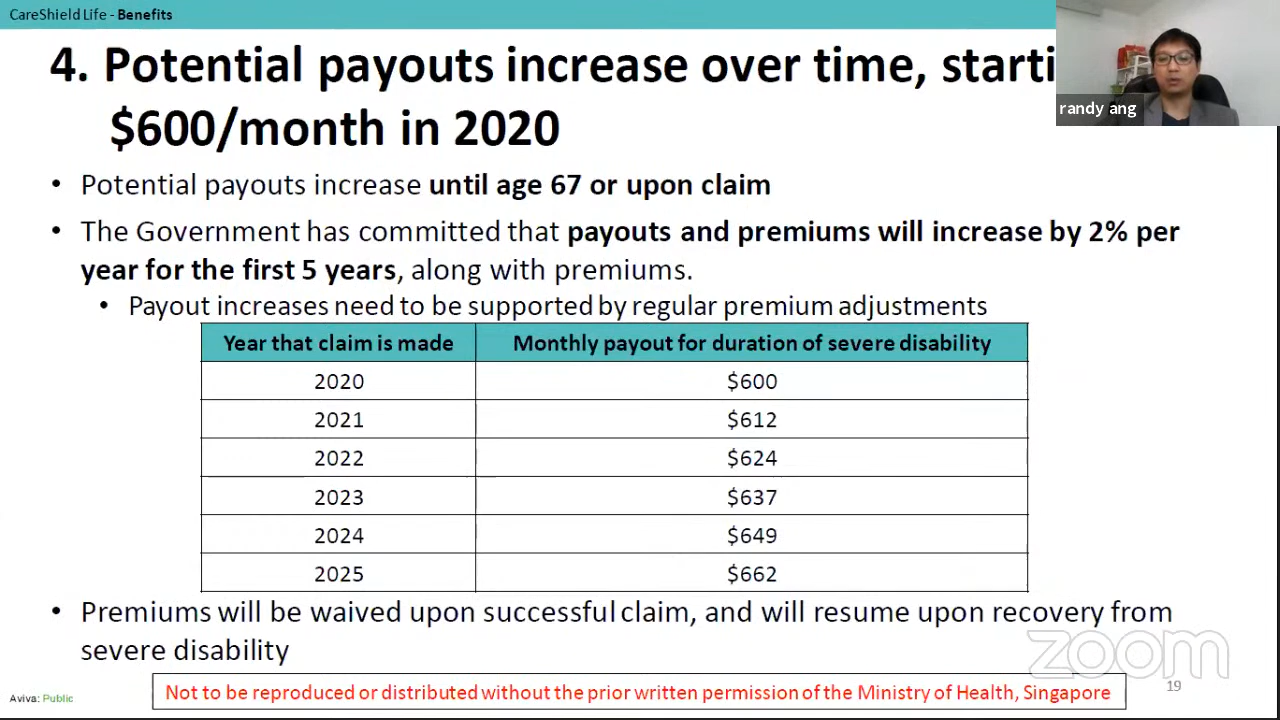 CareShield Life - Benefits
4. Potential payouts increase over time, starti
$600/month in 2020
randy ang
• Potential payouts increase until age 67 or upon claim
• The Government has committed that payouts and premiums will increase by 2% per
year for the first 5 years, along with premiums.
• Payout increases need to be supported by regular premium adjustments
Year that claim is made Monthly payout for duration of severe disability
2020 $600
2021 $612
2022 $624
2023 $637
2024 $649
2025 $662
• Premiums will be waived upon successful claim, and will resume upon recovery from
severe disability
zoom
Aviva: Public
Not to be reproduced or distributed without the prior written permission of the Ministry of Health, Singapore
19